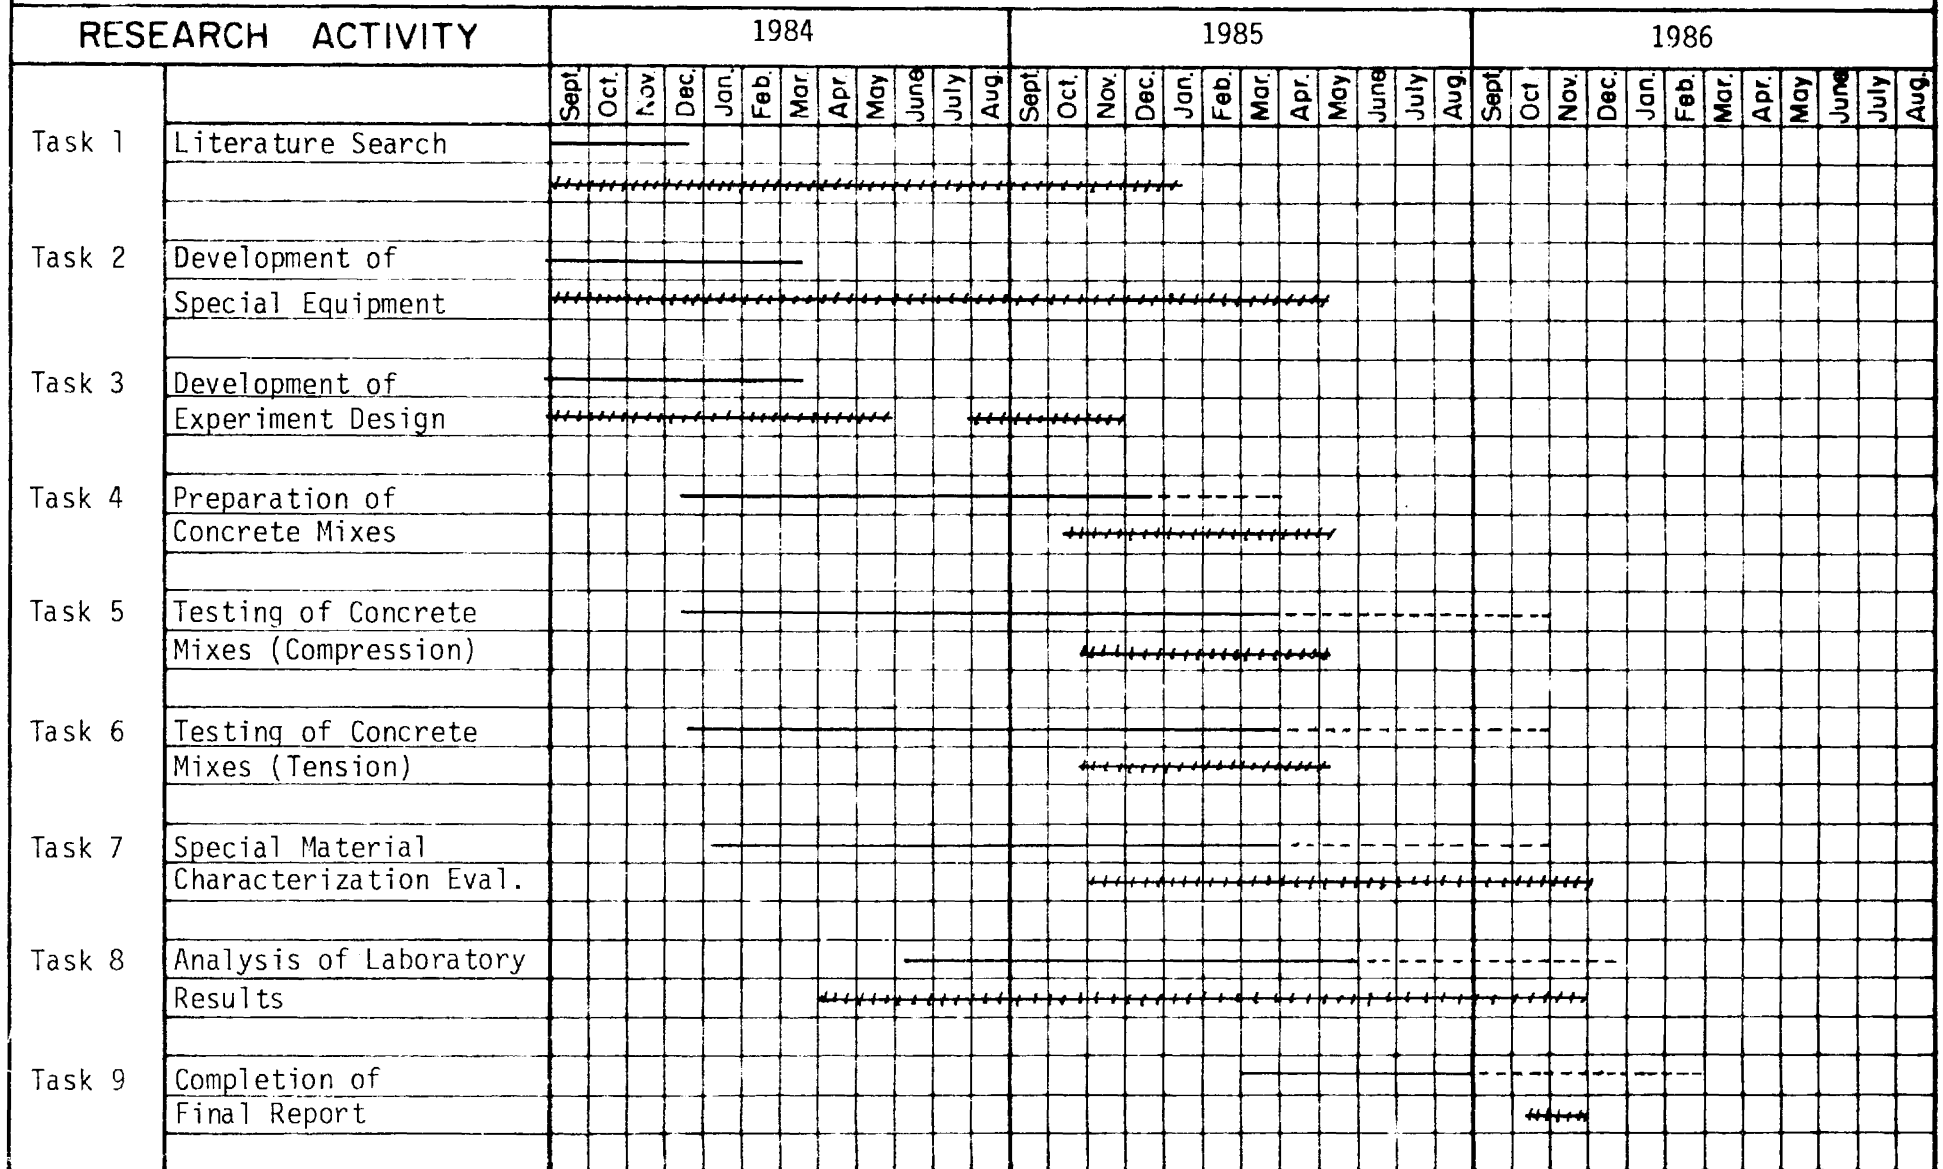 RESEARCH ACTIVITY 1984 1985 1986
Sept. Oct. Nov. Dec. Jan. Feb. Mar. Apr. May June July Aug. Sept. Oct. Nov. Dec. Jan. Feb. Mar. Apr. May June July Aug. Sept. Oct. Nov. Dec. Jan. Feb. Mar. Apr. May June July Aug.
Task 1 Literature Search
Task 2 Development of
Special Equipment
Task 3 Development of
Experiment Design
Task 4 Preparation of
Concrete Mixes
Task 5 Testing of Concrete
Mixes (Compression)
Task 6 Testing of Concrete
Mixes (Tension)
Task 7 Special Material
Characterization Eval.
Task 8 Analysis of Laboratory
Results
Task 9 Completion of
Final Report